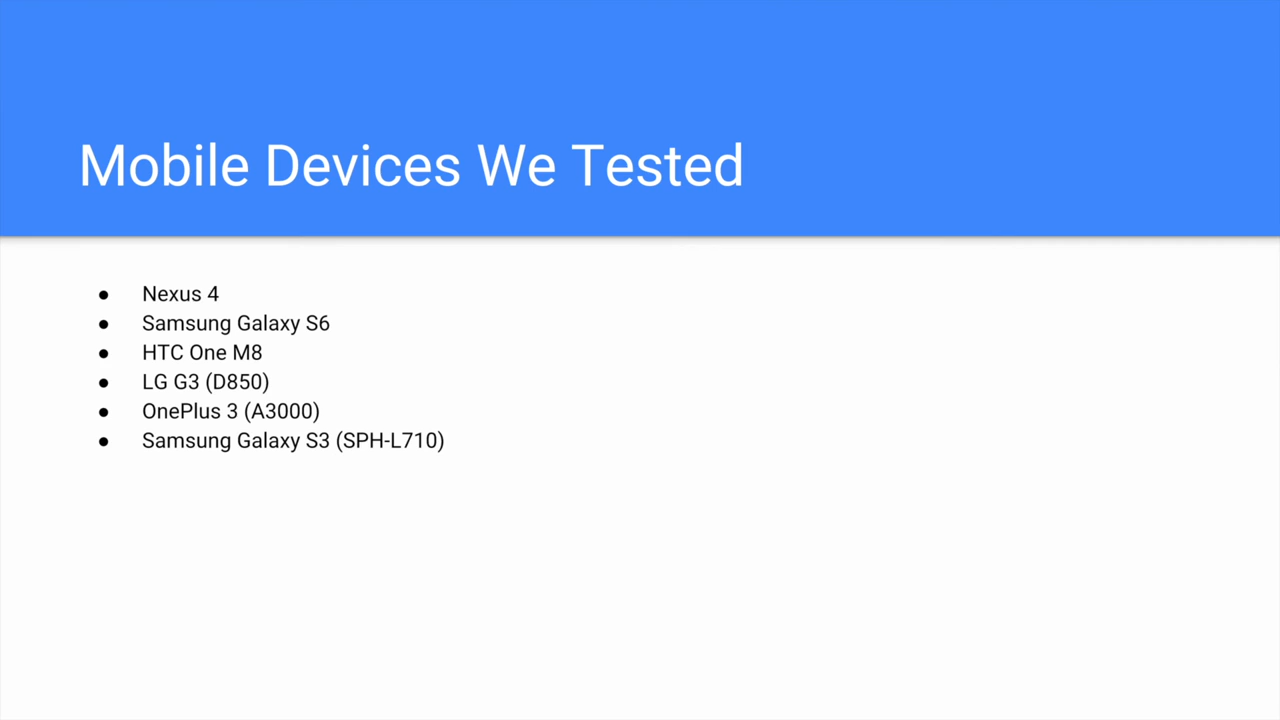 Mobile Devices We Tested
● Nexus 4
● Samsung Galaxy S6
● HTC One M8
● LG G3 (D850)
● OnePlus 3 (A3000)
● Samsung Galaxy S3 (SPH-L710)